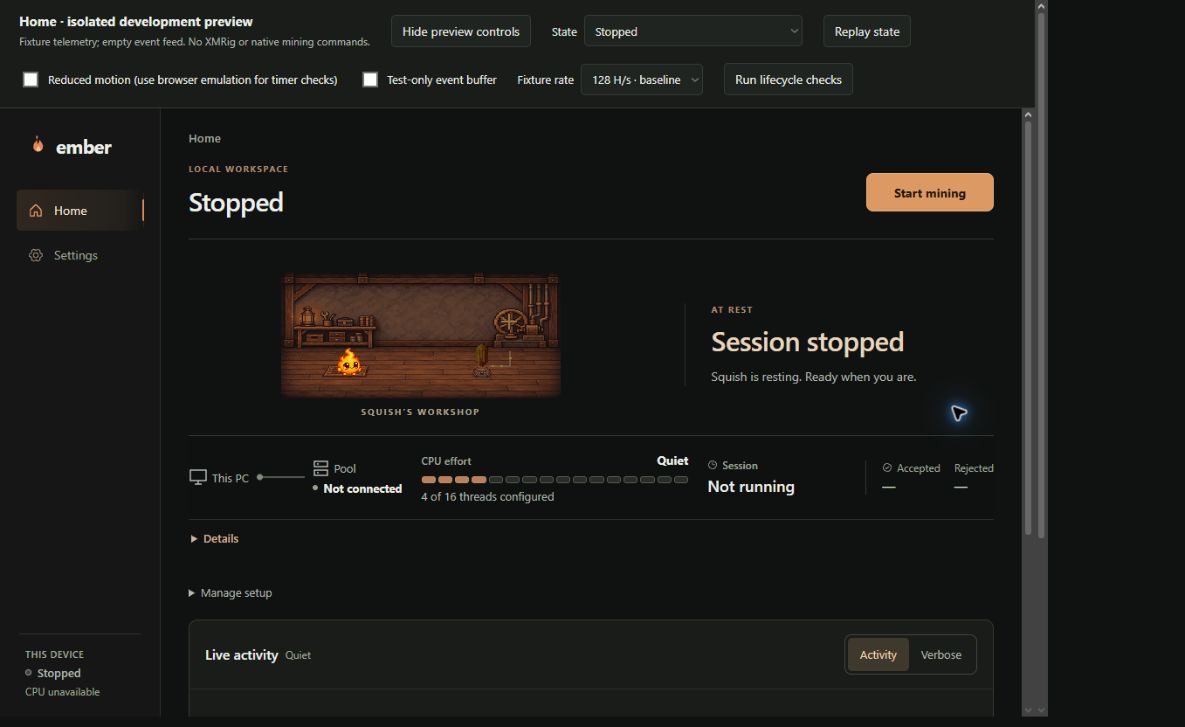 Home · isolated development preview
Fixture telemetry; empty event feed. No XMRig or native mining commands.
Hide preview controls
State
Stopped
Replay state
Reduced motion (use browser emulation for timer checks)
Test-only event buffer
Fixture rate
128 H/s · baseline
Run lifecycle checks
ember
Home
Settings
THIS DEVICE
Stopped
CPU unavailable
Home
LOCAL WORKSPACE
Stopped
Start mining
SQUISH'S WORKSHOP
AT REST
Session stopped
Squish is resting. Ready when you are.
This PC
Pool
Not connected
CPU effort
Quiet
4 of 16 threads configured
Session
Not running
Accepted
—
Rejected
—
Details
Manage setup
Live activity
Quiet
Activity
Verbose